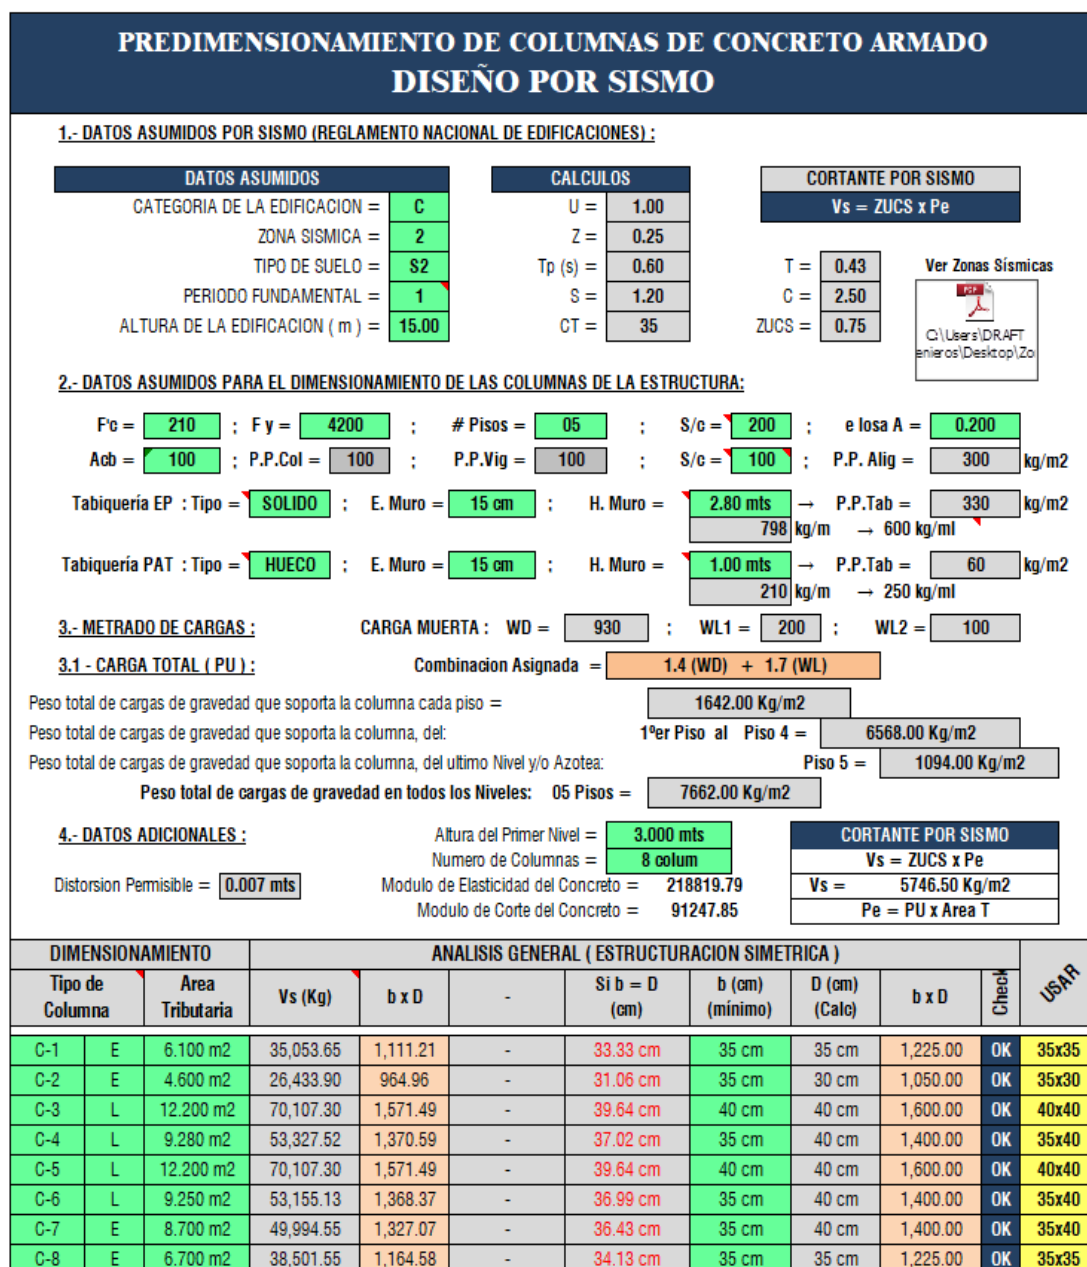 PREDIMENSIONAMIENTO DE COLUMNAS DE CONCRETO ARMADO
DISEÑO POR SISMO
1.- DATOS ASUMIDOS POR SISMO (REGLAMENTO NACIONAL DE EDIFICACIONES) :
DATOS ASUMIDOS CALCULOS CORTANTE POR SISMO
CATEGORIA DE LA EDIFICACION = C U = 1.00 Vs = ZUCS x Pe
ZONA SISMICA = 2 Z = 0.25
TIPO DE SUELO = S2 Tp (s) = 0.60 T = 0.43 Ver Zonas Sísmicas
PERIODO FUNDAMENTAL = 1 S = 1.20 C = 2.50
ALTURA DE LA EDIFICACION ( m ) = 15.00 CT = 35 ZUCS = 0.75
PDF
C:\Users\DRAFT
enieros\Desktop\Zo
2.- DATOS ASUMIDOS PARA EL DIMENSIONAMIENTO DE LAS COLUMNAS DE LA ESTRUCTURA:
F'c = 210 ; F y = 4200 ; # Pisos = 05 ; S/c = 200 ; e losa A = 0.200
Acb = 100 ; P.P.Col = 100 ; P.P.Vig = 100 ; S/c = 100 ; P.P. Alig = 300 kg/m2
Tabiquería EP : Tipo = SOLIDO ; E. Muro = 15 cm ; H. Muro = 2.80 mts → P.P.Tab = 330 kg/m2
798 kg/m → 600 kg/ml
Tabiquería PAT : Tipo = HUECO ; E. Muro = 15 cm ; H. Muro = 1.00 mts → P.P.Tab = 60 kg/m2
210 kg/m → 250 kg/ml
3.- METRADO DE CARGAS : CARGA MUERTA : WD = 930 ; WL1 = 200 ; WL2 = 100
3.1 - CARGA TOTAL ( PU ) : Combinacion Asignada = 1.4 (WD) + 1.7 (WL)
Peso total de cargas de gravedad que soporta la columna cada piso = 1642.00 Kg/m2
Peso total de cargas de gravedad que soporta la columna, del: 1ºer Piso al Piso 4 = 6568.00 Kg/m2
Peso total de cargas de gravedad que soporta la columna, del ultimo Nivel y/o Azotea: Piso 5 = 1094.00 Kg/m2
Peso total de cargas de gravedad en todos los Niveles: 05 Pisos = 7662.00 Kg/m2
4.- DATOS ADICIONALES : Altura del Primer Nivel = 3.000 mts CORTANTE POR SISMO
Numero de Columnas = 8 colum Vs = ZUCS x Pe
Distorsion Permisible = 0.007 mts Modulo de Elasticidad del Concreto = 218819.79 Vs = 5746.50 Kg/m2
Modulo de Corte del Concreto = 91247.85 Pe = PU x Area T
DIMENSIONAMIENTO ANALISIS GENERAL ( ESTRUCTURACION SIMETRICA )
Tipo de Columna Area Tributaria Vs (Kg) b x D - Si b = D (cm) b (cm) (mínimo) D (cm) (Calc) b x D Check USAR
C-1 E 6.100 m2 35,053.65 1,111.21 - 33.33 cm 35 cm 35 cm 1,225.00 OK 35x35
C-2 E 4.600 m2 26,433.90 964.96 - 31.06 cm 35 cm 30 cm 1,050.00 OK 35x30
C-3 L 12.200 m2 70,107.30 1,571.49 - 39.64 cm 40 cm 40 cm 1,600.00 OK 40x40
C-4 L 9.280 m2 53,327.52 1,370.59 - 37.02 cm 35 cm 40 cm 1,400.00 OK 35x40
C-5 L 12.200 m2 70,107.30 1,571.49 - 39.64 cm 40 cm 40 cm 1,600.00 OK 40x40
C-6 L 9.250 m2 53,155.13 1,368.37 - 36.99 cm 35 cm 40 cm 1,400.00 OK 35x40
C-7 E 8.700 m2 49,994.55 1,327.07 - 36.43 cm 35 cm 40 cm 1,400.00 OK 35x40
C-8 E 6.700 m2 38,501.55 1,164.58 - 34.13 cm 35 cm 35 cm 1,225.00 OK 35x35